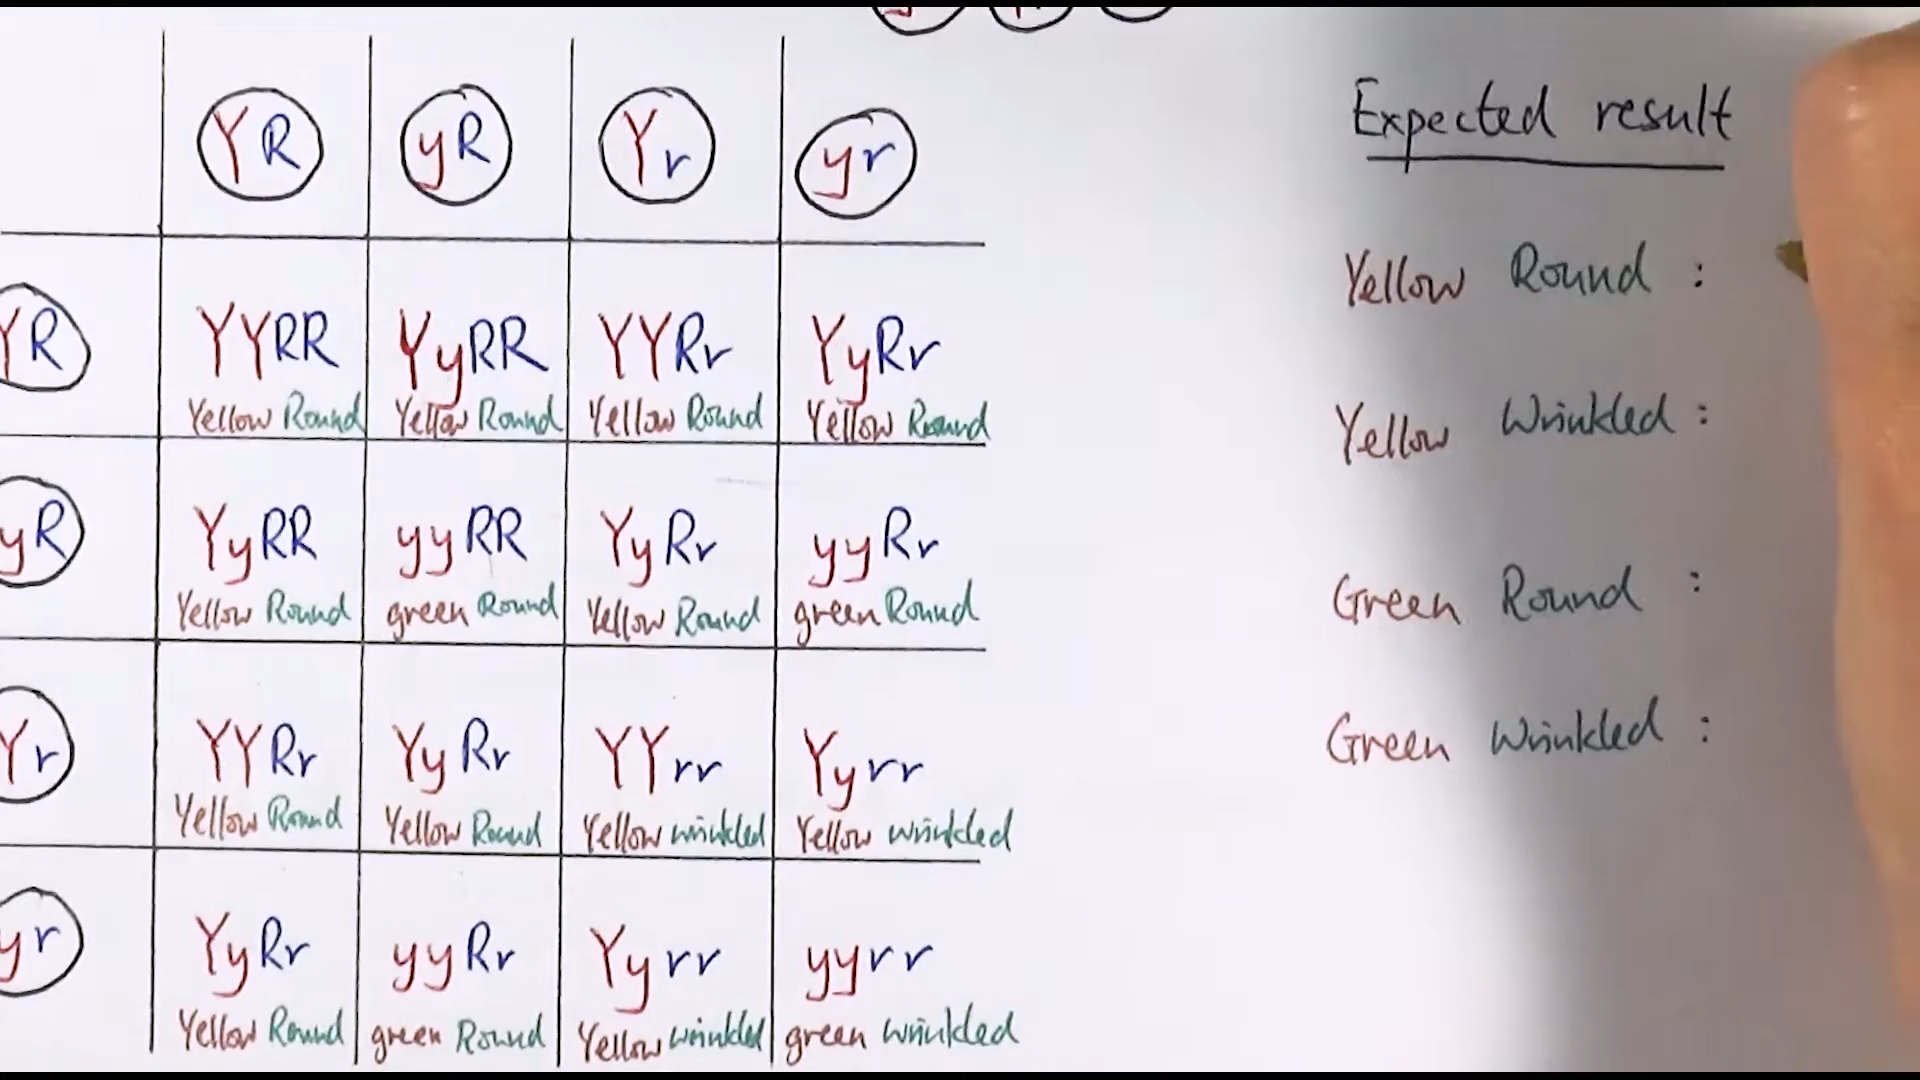 YR yR Yr yr
Expected result
Yellow Round :
Yellow Wrinkled :
Green Round :
Green Wrinkled :
YR YYRR YyRR YYRr YyRr
Yellow Round Yellow Round Yellow Round Yellow Round
yR YyRR yyRR YyRr yyRr
Yellow Round green Round Yellow Round green Round
Yr YYRr YyRr YYrr Yyrr
Yellow Round Yellow Round Yellow wrinkled Yellow wrinkled
yr YyRr yyRr Yyrr yyrr
Yellow Round green Round Yellow wrinkled green wrinkled